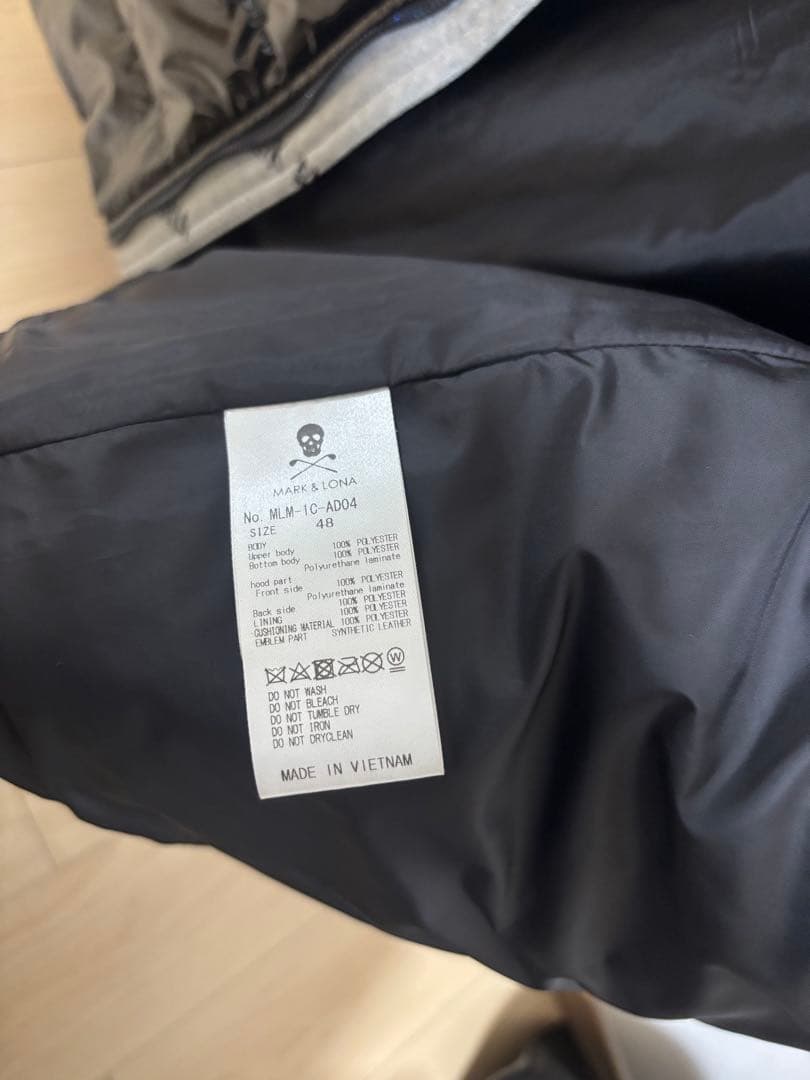 MARK & LONA
No. MLM-1C-AD04
SIZE 48
BODY
Upper body 100% POLYESTER
Bottom body 100% POLYESTER
Polyurethane laminate
hood part
Front side 100% POLYESTER
Polyurethane laminate
Back side 100% POLYESTER
LINING 100% POLYESTER
CUSHIONING MATERIAL 100% POLYESTER
EMBLEM PART SYNTHETIC LEATHER
W
DO NOT WASH
DO NOT BLEACH
DO NOT TUMBLE DRY
DO NOT IRON
DO NOT DRYCLEAN
MADE IN VIETNAM